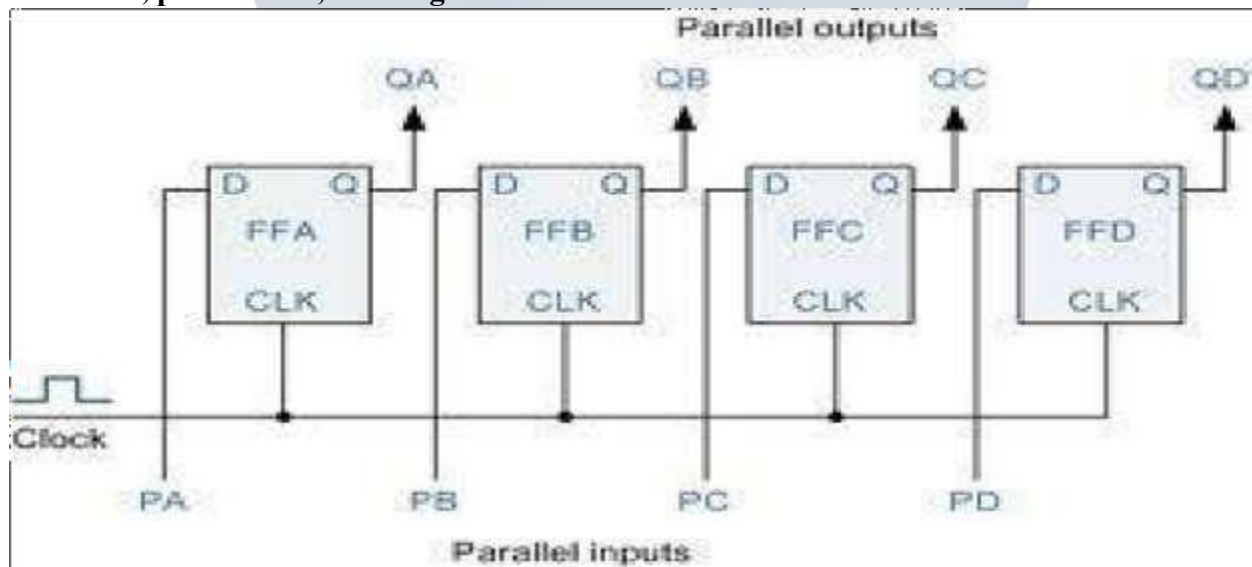 Parallel outputs
QA QB QC QD
D Q D Q D Q D Q
FFA FFB FFC FFD
CLK CLK CLK CLK
Clock
PA PB PC PD
Parallel inputs